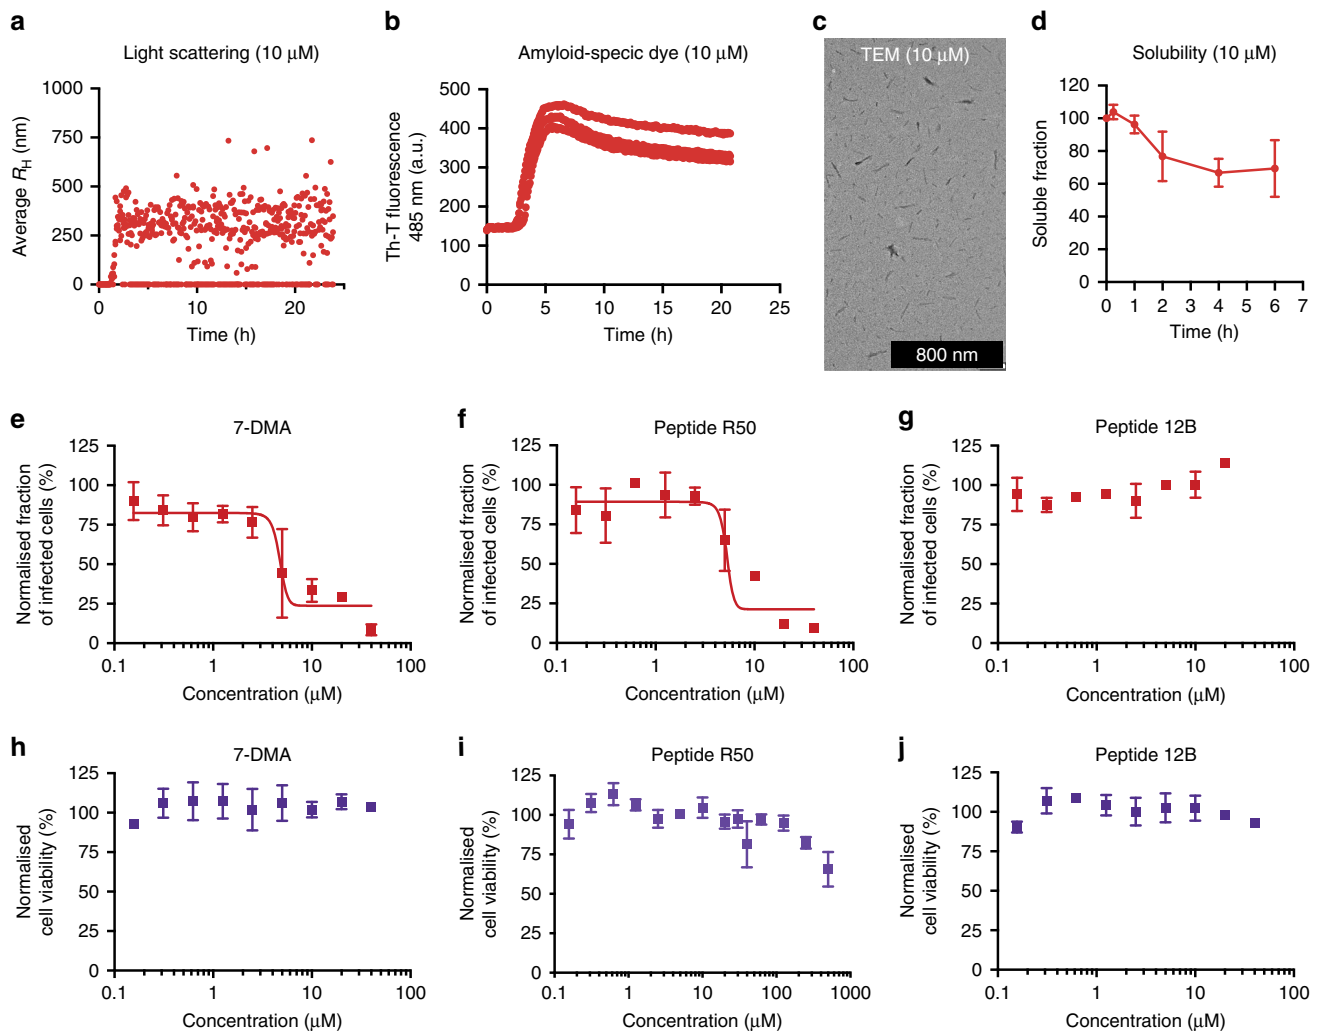 a
Light scattering (10 μM)
Average RH (nm)
1000
750
500
250
0
0
10
20
Time (h)
b
Amyloid-specic dye (10 μM)
Th-T fluorescence
485 nm (a.u.)
500
400
300
200
100
0
0
5
10
15
20
25
Time (h)
c
TEM (10 μM)
800 nm
d
Solubility (10 μM)
Soluble fraction
120
100
80
60
40
20
0
0
1
2
3
4
5
6
7
Time (h)
e
7-DMA
Normalised fraction
of infected cells (%)
125
100
75
50
25
0
0.1
1
10
100
Concentration (μM)
f
Peptide R50
Normalised fraction
of infected cells (%)
125
100
75
50
25
0
0.1
1
10
100
Concentration (μM)
g
Peptide 12B
Normalised fraction
of infected cells (%)
125
100
75
50
25
0
0.1
1
10
100
Concentration (μM)
h
7-DMA
Normalised
cell viability (%)
125
100
75
50
25
0
0.1
1
10
100
Concentration (μM)
i
Peptide R50
Normalised
cell viability (%)
125
100
75
50
25
0
0.1
1
10
100
1000
Concentration (μM)
j
Peptide 12B
Normalised
cell viability (%)
125
100
75
50
25
0
0.1
1
10
100
Concentration (μM)